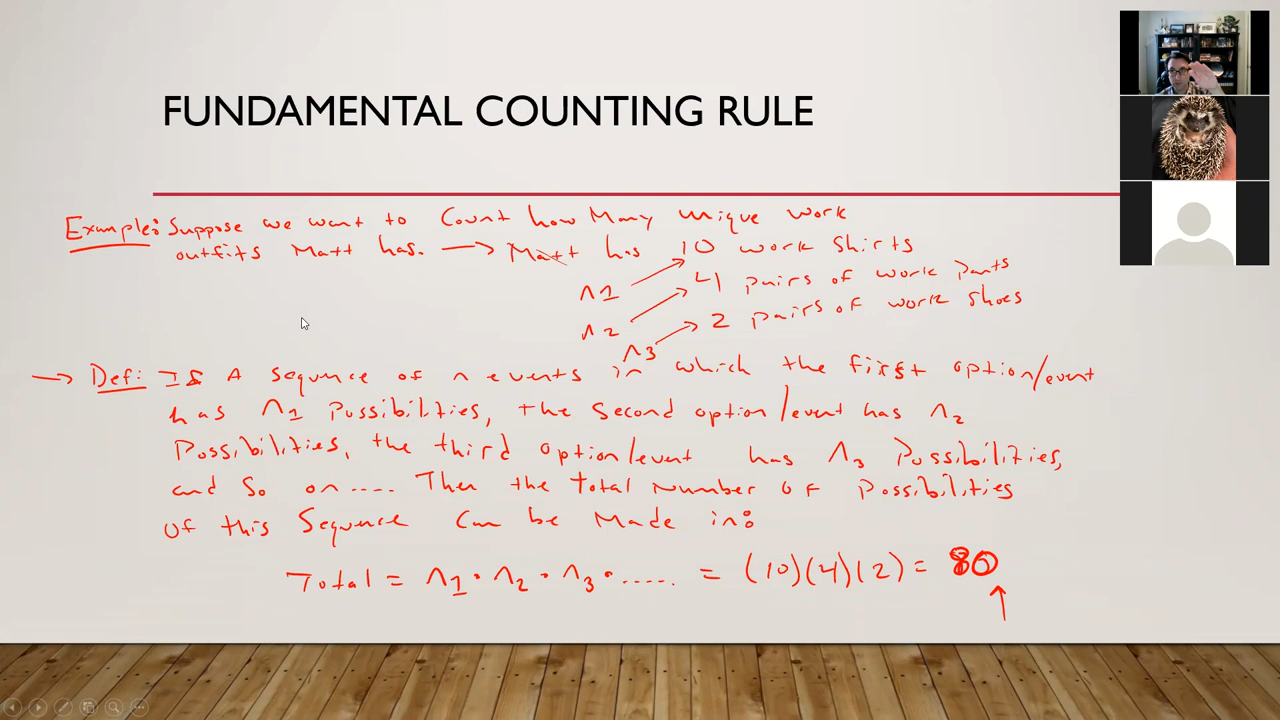 FUNDAMENTAL COUNTING RULE
Example: Suppose we want to Count how Many unique work
outfits Matt has. → Matt has 10 work shirts
n1 → 4 pairs of work pants
n2 → 2 pairs of work shoes
n3
→ Def: If A sequence of n events in which the first option/event
has n1 Possibilities, the second option/event has n2
Possibilities, the third option/event has n3 Possibilities,
and so on.... Then the total Number of Possibilities
of this Sequence Can be Made in:
Total = n1 · n2 · n3 · ..... = (10)(4)(2) = 80